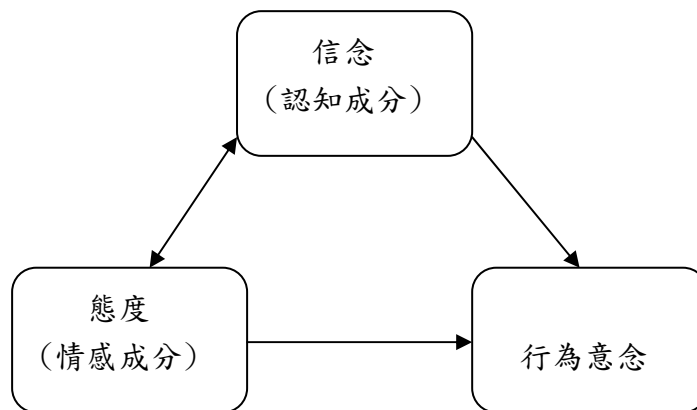 信念
（認知成分）
態度
（情感成分）
行為意念